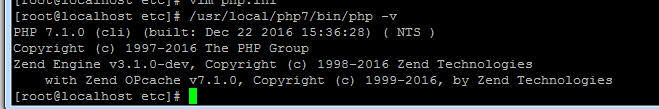 [root@localhost etc]# vim php.ini
[root@localhost etc]# /usr/local/php7/bin/php -v
PHP 7.1.0 (cli) (built: Dec 22 2016 15:36:28) ( NTS )
Copyright (c) 1997-2016 The PHP Group
Zend Engine v3.1.0-dev, Copyright (c) 1998-2016 Zend Technologies
    with Zend OPcache v7.1.0, Copyright (c) 1999-2016, by Zend Technologies
[root@localhost etc]#